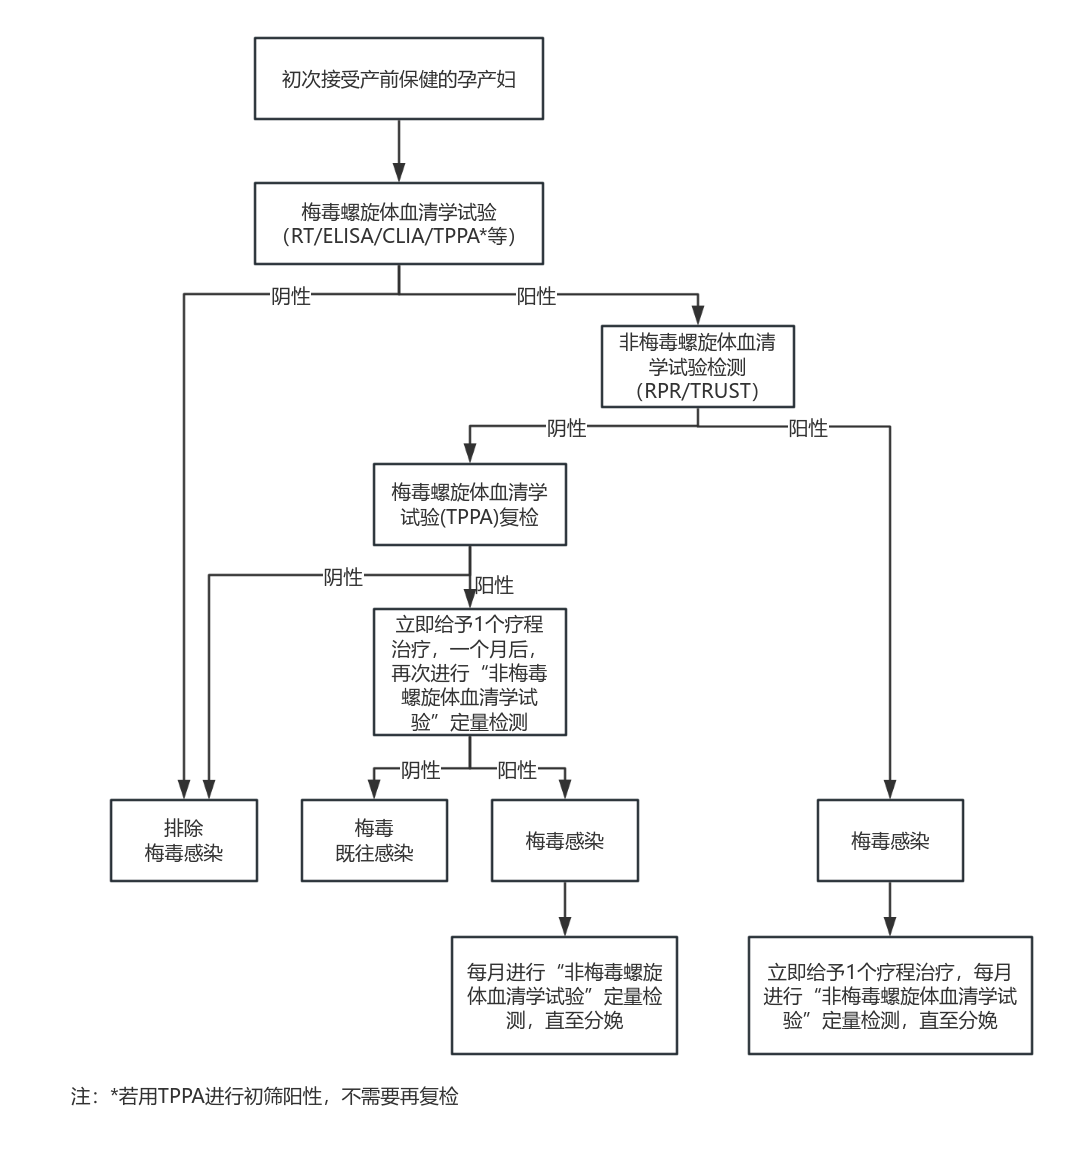 初次接受产前保健的孕产妇
梅毒螺旋体血清学试验
（RT/ELISA/CLIA/TPPA*等）
阴性
阳性
非梅毒螺旋体血清
学试验检测
（RPR/TRUST）
阴性
阳性
梅毒螺旋体血清学
试验(TPPA)复检
阴性
阳性
立即给予1个疗程
治疗，一个月后，
再次进行“非梅毒
螺旋体血清学试
验”定量检测
阴性
阳性
排除
梅毒感染
梅毒
既往感染
梅毒感染
梅毒感染
每月进行“非梅毒螺旋
体血清学试验”定量检
测，直至分娩
立即给予1个疗程治疗，每月
进行“非梅毒螺旋体血清学试
验”定量检测，直至分娩
注：*若用TPPA进行初筛阳性，不需要再复检